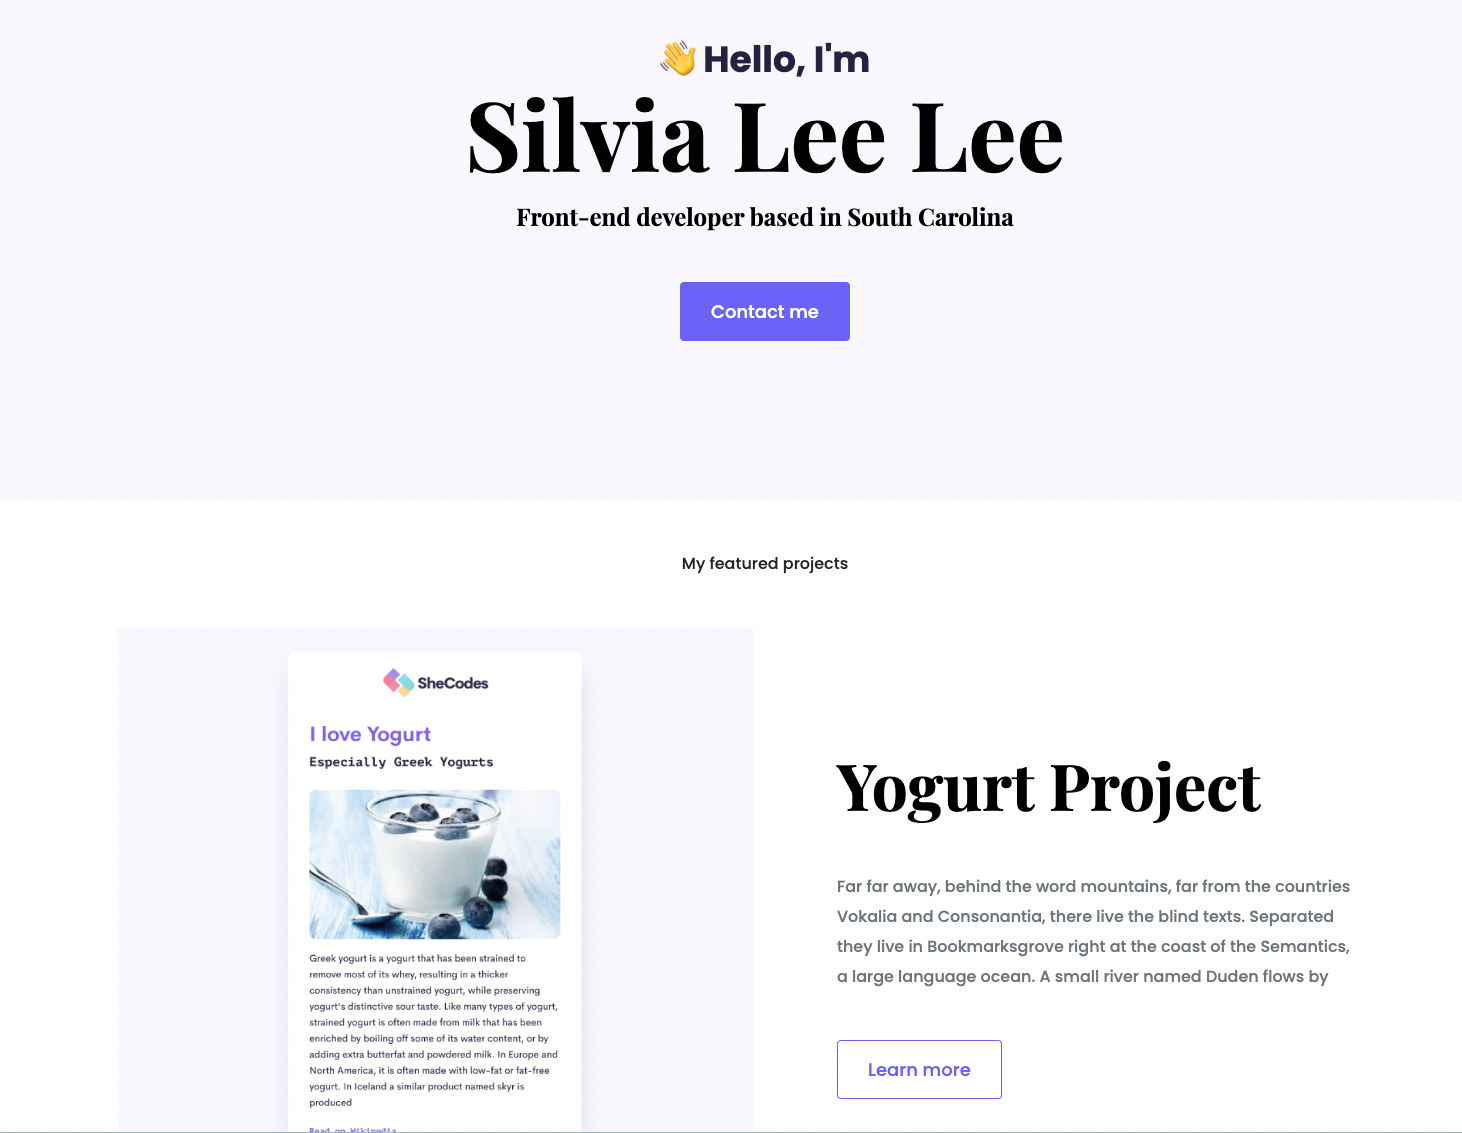 👋 Hello, I'm
Silvia Lee Lee
Front-end developer based in South Carolina
Contact me
My featured projects
SheCodes
I love Yogurt
Especially Greek Yogurts
Greek yogurt is a yogurt that has been strained to
remove most of its whey, resulting in a thicker
consistency than unstrained yogurt, while preserving
yogurt's distinctive sour taste. Like many types of yogurt,
strained yogurt is often made from milk that has been
enriched by boiling off some of its water content, or by
adding extra butterfat and powdered milk. In Europe and
North America, it is often made with low-fat or fat-free
yogurt. In Iceland a similar product named skyr is
produced
Read on Wikipedia
Yogurt Project
Far far away, behind the word mountains, far from the countries
Vokalia and Consonantia, there live the blind texts. Separated
they live in Bookmarksgrove right at the coast of the Semantics,
a large language ocean. A small river named Duden flows by
Learn more